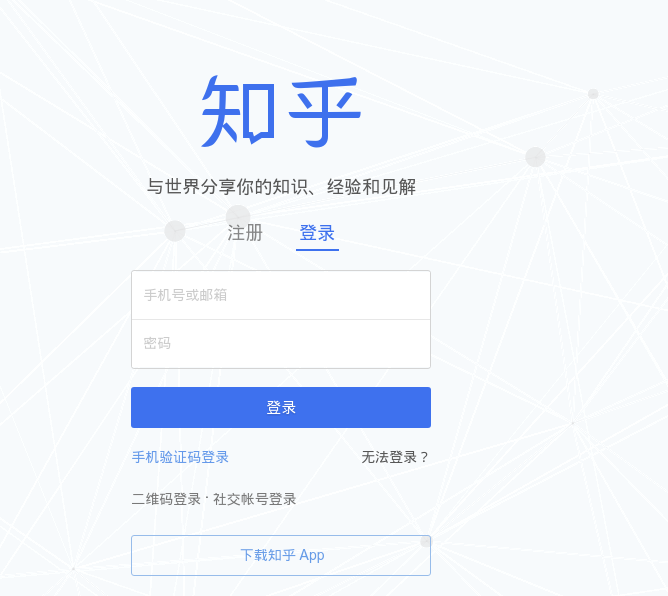 知乎
与世界分享你的知识、经验和见解
注册 登录
手机号或邮箱
密码
登录
手机验证码登录 无法登录？
二维码登录 · 社交帐号登录
下载知乎 App